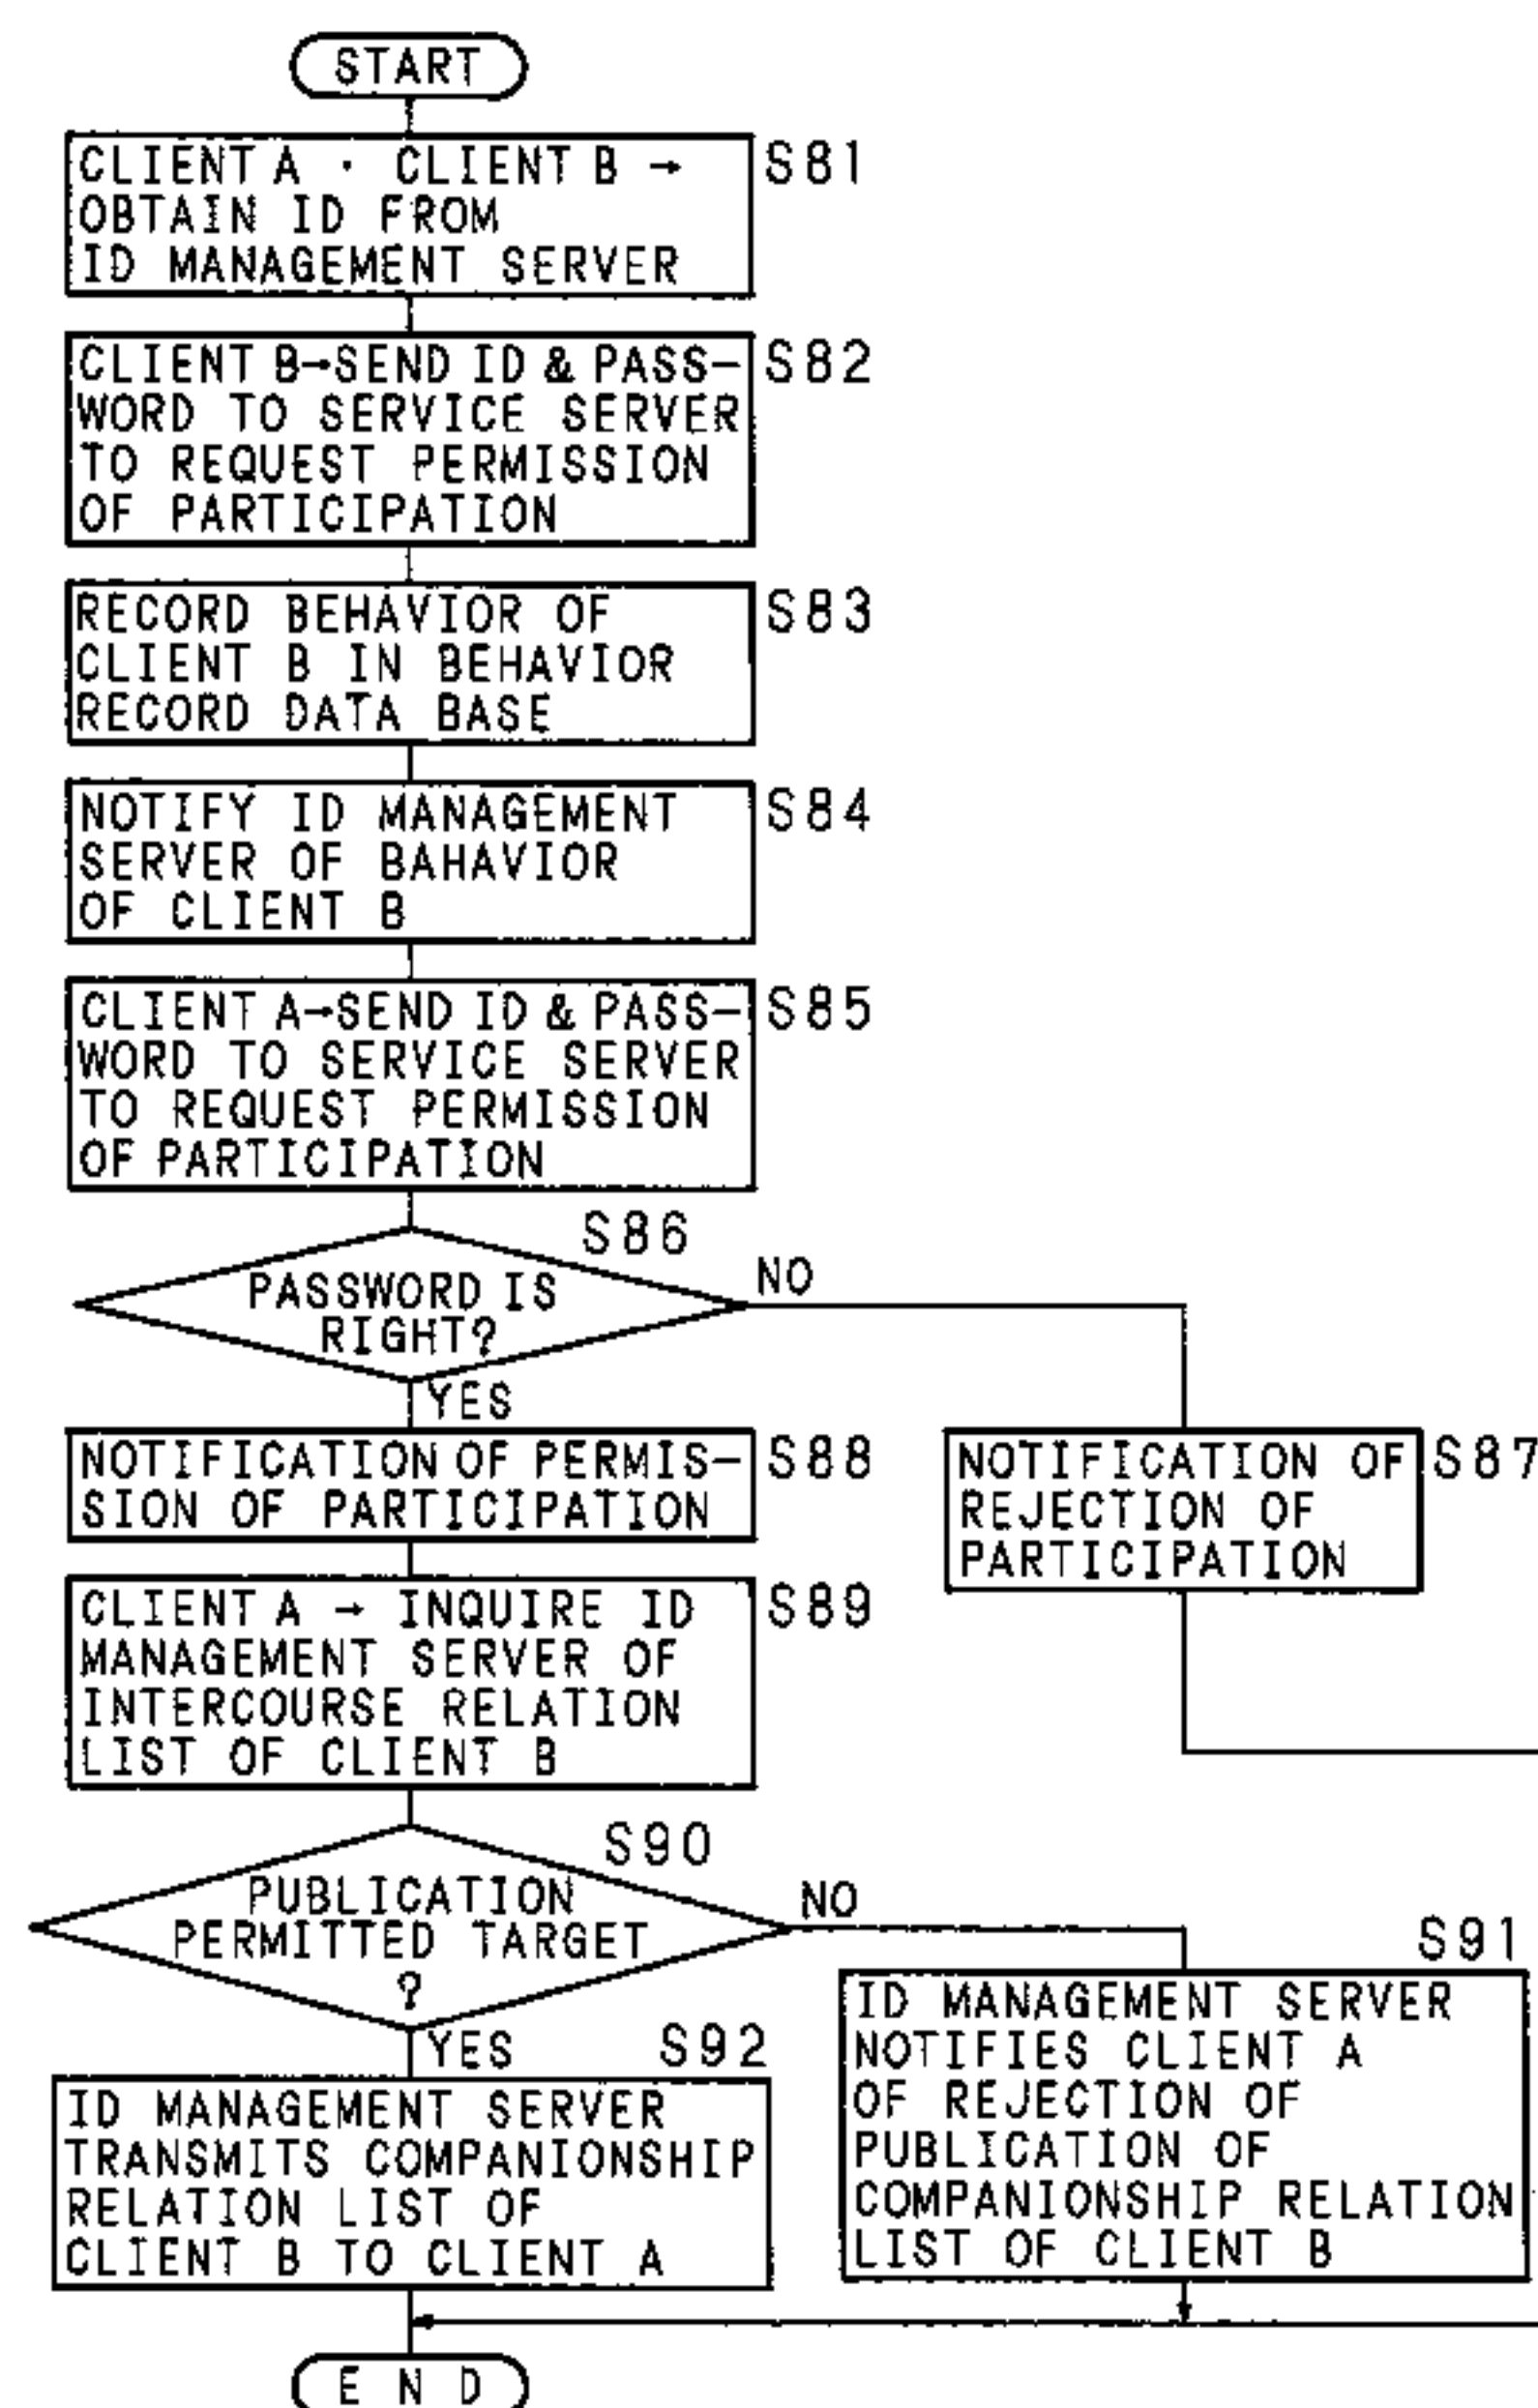 START
CLIENT A · CLIENT B →
OBTAIN ID FROM
ID MANAGEMENT SERVER
S81
CLIENT B→SEND ID & PASS-
WORD TO SERVICE SERVER
TO REQUEST PERMISSION
OF PARTICIPATION
S82
RECORD BEHAVIOR OF
CLIENT B IN BEHAVIOR
RECORD DATA BASE
S83
NOTIFY ID MANAGEMENT
SERVER OF BAHAVIOR
OF CLIENT B
S84
CLIENT A→SEND ID & PASS-
WORD TO SERVICE SERVER
TO REQUEST PERMISSION
OF PARTICIPATION
S85
S86
PASSWORD IS
RIGHT?
NO
YES
NOTIFICATION OF PERMIS-
SION OF PARTICIPATION
S88
NOTIFICATION OF
REJECTION OF
PARTICIPATION
S87
CLIENT A → INQUIRE ID
MANAGEMENT SERVER OF
INTERCOURSE RELATION
LIST OF CLIENT B
S89
S90
PUBLICATION
PERMITTED TARGET
?
NO
YES
S91
ID MANAGEMENT SERVER
NOTIFIES CLIENT A
OF REJECTION OF
PUBLICATION OF
COMPANIONSHIP RELATION
LIST OF CLIENT B
S92
ID MANAGEMENT SERVER
TRANSMITS COMPANIONSHIP
RELATION LIST OF
CLIENT B TO CLIENT A
END